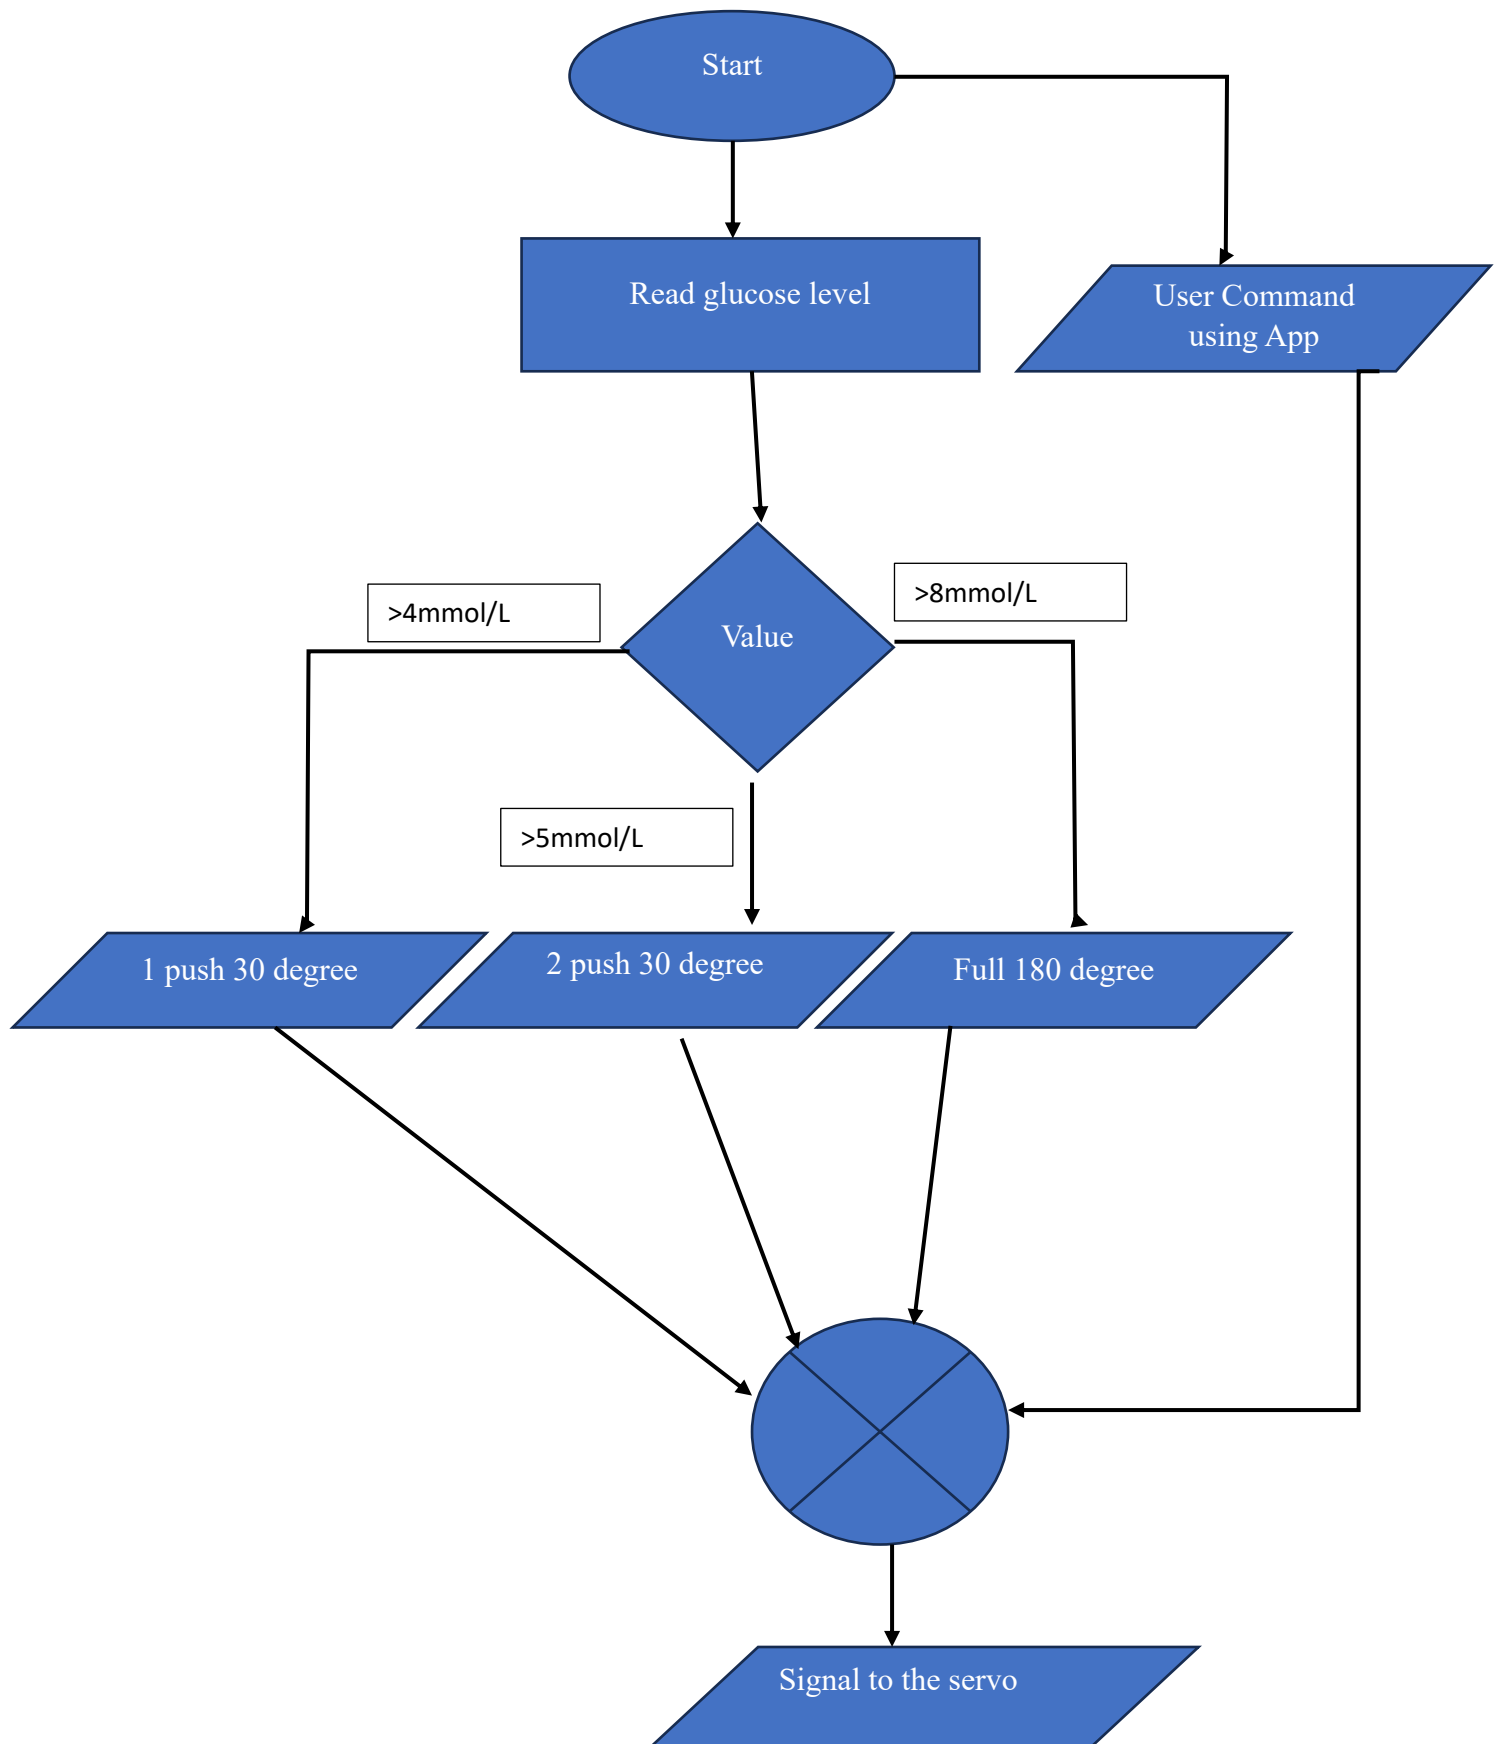 Start
Read glucose level
User Command
using App
>4mmol/L
>8mmol/L
Value
>5mmol/L
1 push 30 degree
2 push 30 degree
Full 180 degree
Signal to the servo